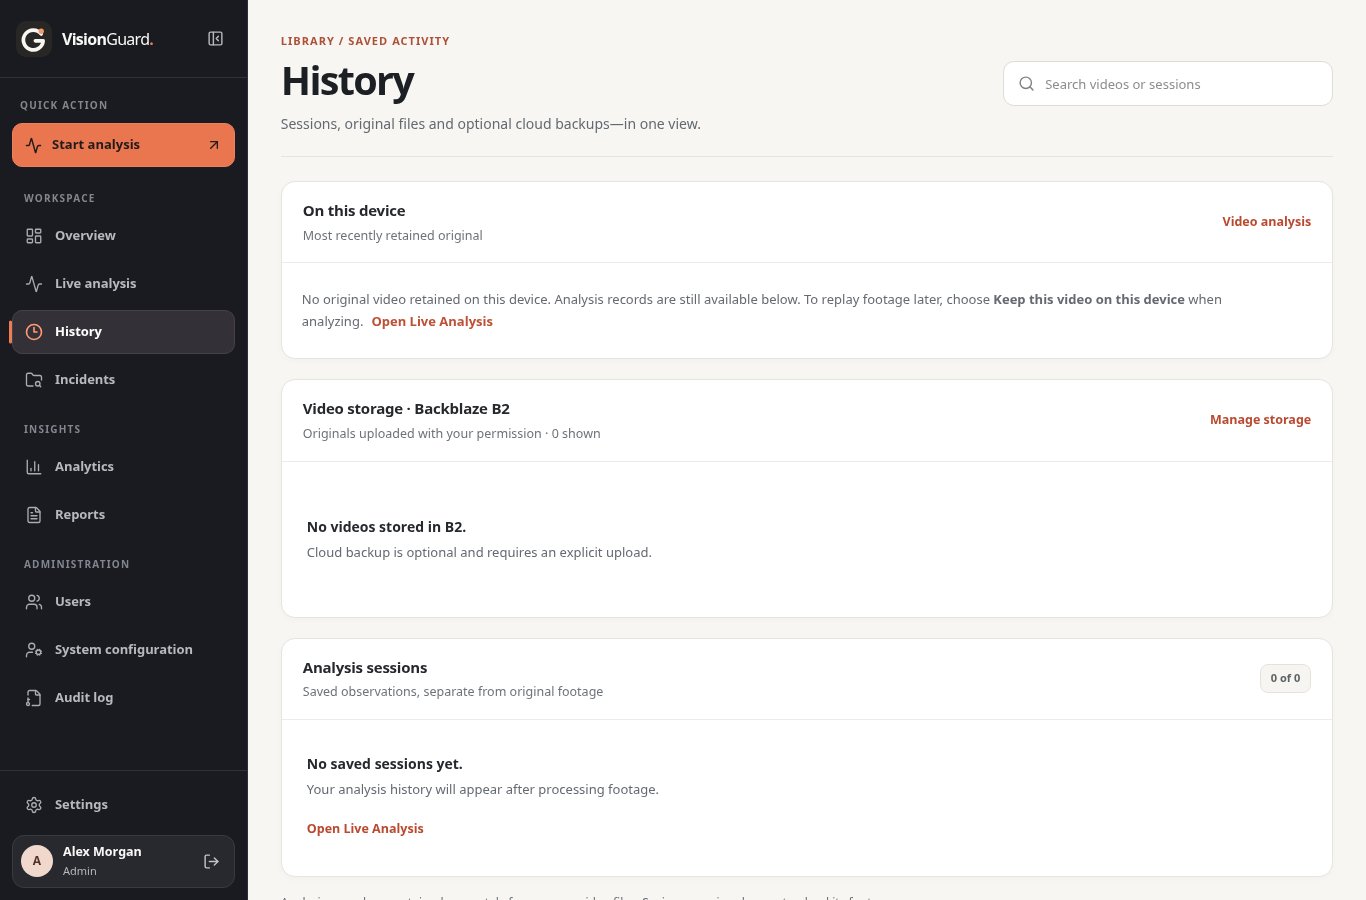 VisionGuard.
QUICK ACTION
Start analysis
WORKSPACE
Overview
Live analysis
History
Incidents
INSIGHTS
Analytics
Reports
ADMINISTRATION
Users
System configuration
Audit log
Settings
A
Alex Morgan
Admin
LIBRARY / SAVED ACTIVITY
History
Search videos or sessions
Sessions, original files and optional cloud backups—in one view.
On this device
Most recently retained original
Video analysis
No original video retained on this device. Analysis records are still available below. To replay footage later, choose Keep this video on this device when
analyzing. Open Live Analysis
Video storage · Backblaze B2
Originals uploaded with your permission · 0 shown
Manage storage
No videos stored in B2.
Cloud backup is optional and requires an explicit upload.
Analysis sessions
Saved observations, separate from original footage
0 of 0
No saved sessions yet.
Your analysis history will appear after processing footage.
Open Live Analysis